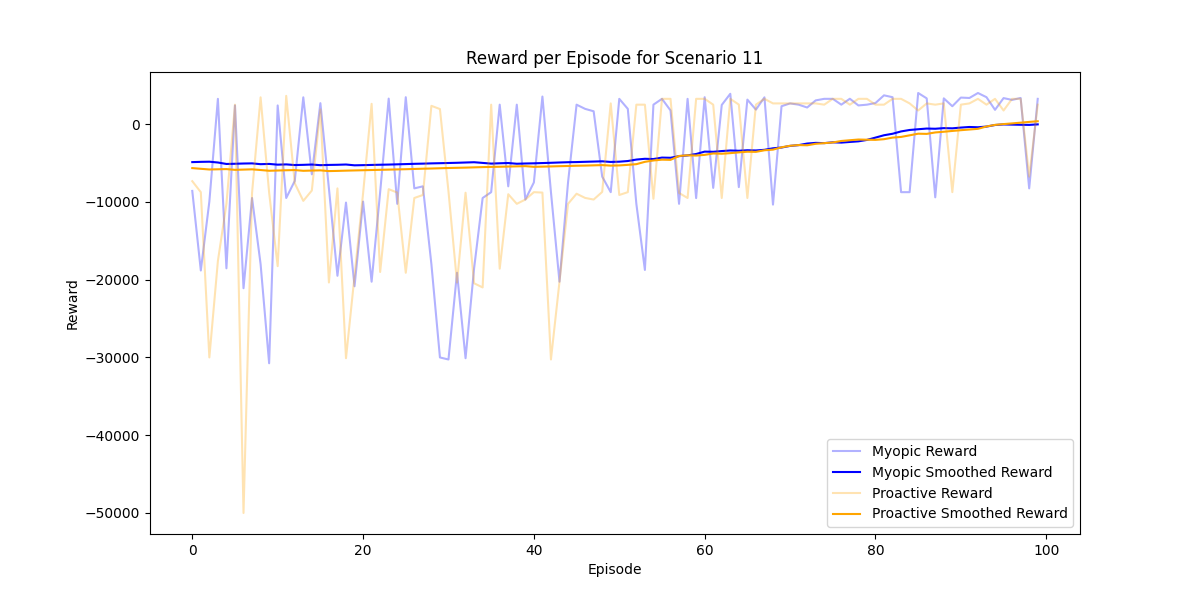 Reward per Episode for Scenario 11
Reward
0
−10000
−20000
−30000
−40000
−50000
0 20 40 60 80 100
Episode
Myopic Reward
Myopic Smoothed Reward
Proactive Reward
Proactive Smoothed Reward